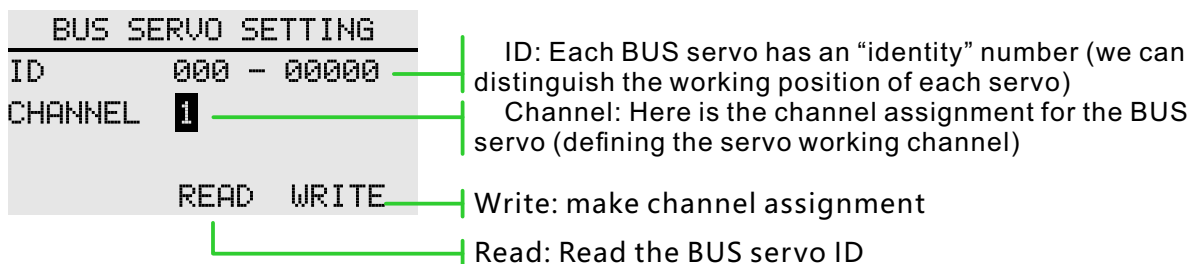 BUS SERVO SETTING
ID 000 - 00000
CHANNEL 1
READ WRITE
ID: Each BUS servo has an “identity” number (we can
distinguish the working position of each servo)
Channel: Here is the channel assignment for the BUS
servo (defining the servo working channel)
Write: make channel assignment
Read: Read the BUS servo ID